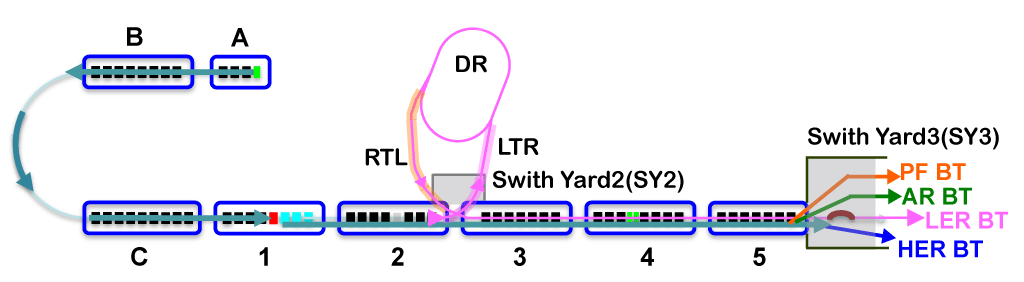 B A
DR
RTL
LTR
Swith Yard2(SY2)
Swith Yard3(SY3)
PF BT
AR BT
LER BT
HER BT
C 1 2 3 4 5